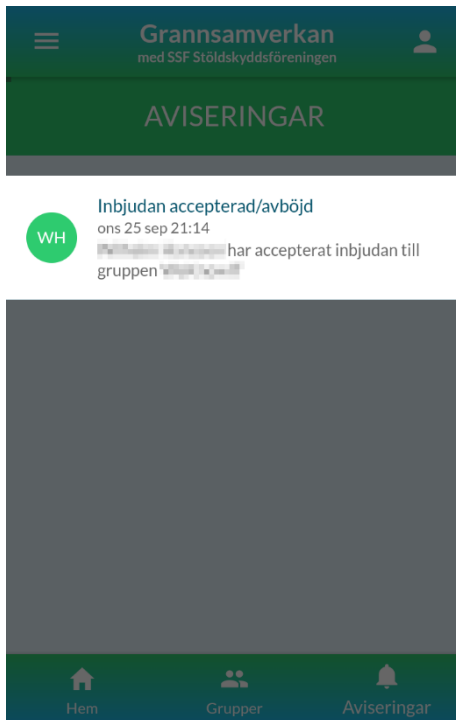 Grannsamverkan
med SSF Stöldskyddsföreningen
AVISERINGAR
Inbjudan accepterad/avböjd
WH
ons 25 sep 21:14
har accepterat inbjudan till
gruppen
Hem
Grupper
Aviseringar